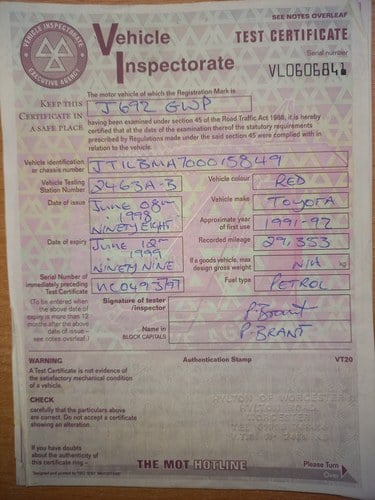 SEE NOTES OVERLEAF
VEHICLE INSPECTORATE
EXECUTIVE AGENCY
Vehicle
Inspectorate
TEST CERTIFICATE
Serial number
VL0606841
The motor vehicle of which the Registration Mark is
KEEP THIS
CERTIFICATE IN
A SAFE PLACE
J692 GWP
having been examined under section 45 of the Road Traffic Act 1988, it is hereby
certified that at the date of the examination thereof the statutory requirements
prescribed by Regulations made under the said section 45 were complied with in
relation to the vehicle.
Vehicle identification
or chassis number
JT1LBMA700015849
Vehicle Testing
Station Number
2463A-3
Vehicle colour
RED
Date of issue
June 08th
1998
NINETY EIGHT
Vehicle make
TOYOTA
Approximate year
of first use
1991-92
Date of expiry
June 12th
1999
NINETY NINE
Recorded mileage
29,353
If a goods vehicle, max
design gross weight
N/A
kg
Serial Number of
immediately preceding
Test Certificate
Fuel type
PETROL
(To be entered
when the above
date of expiry
is more than 12
months after the
above date of
issue –
see notes overleaf.)
Signature of tester
/inspector
P. Brant
Name in
BLOCK CAPITALS
P. BRANT
WARNING
A Test Certificate is not evidence of
the satisfactory mechanical condition
of a vehicle.
Authentication Stamp
VT20
CHECK
carefully that the particulars above
are correct. Do not accept a certificate
showing an alteration.
HYLTON OF WORCESTER
HYLTON
WORCESTER
If you have doubts
about the authenticity of
this certificate ring –
THE MOT HOTLINE
Please Turn
Over